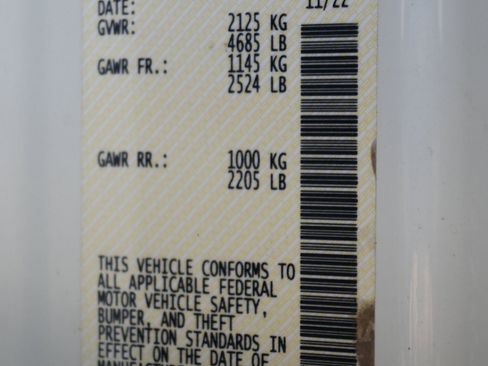 DATE: 11/22
GVWR: 2125 KG
4685 LB
GAWR FR.: 1145 KG
2524 LB
GAWR RR.: 1000 KG
2205 LB
THIS VEHICLE CONFORMS TO
ALL APPLICABLE FEDERAL
MOTOR VEHICLE SAFETY,
BUMPER, AND THEFT
PREVENTION STANDARDS IN
EFFECT ON THE DATE OF